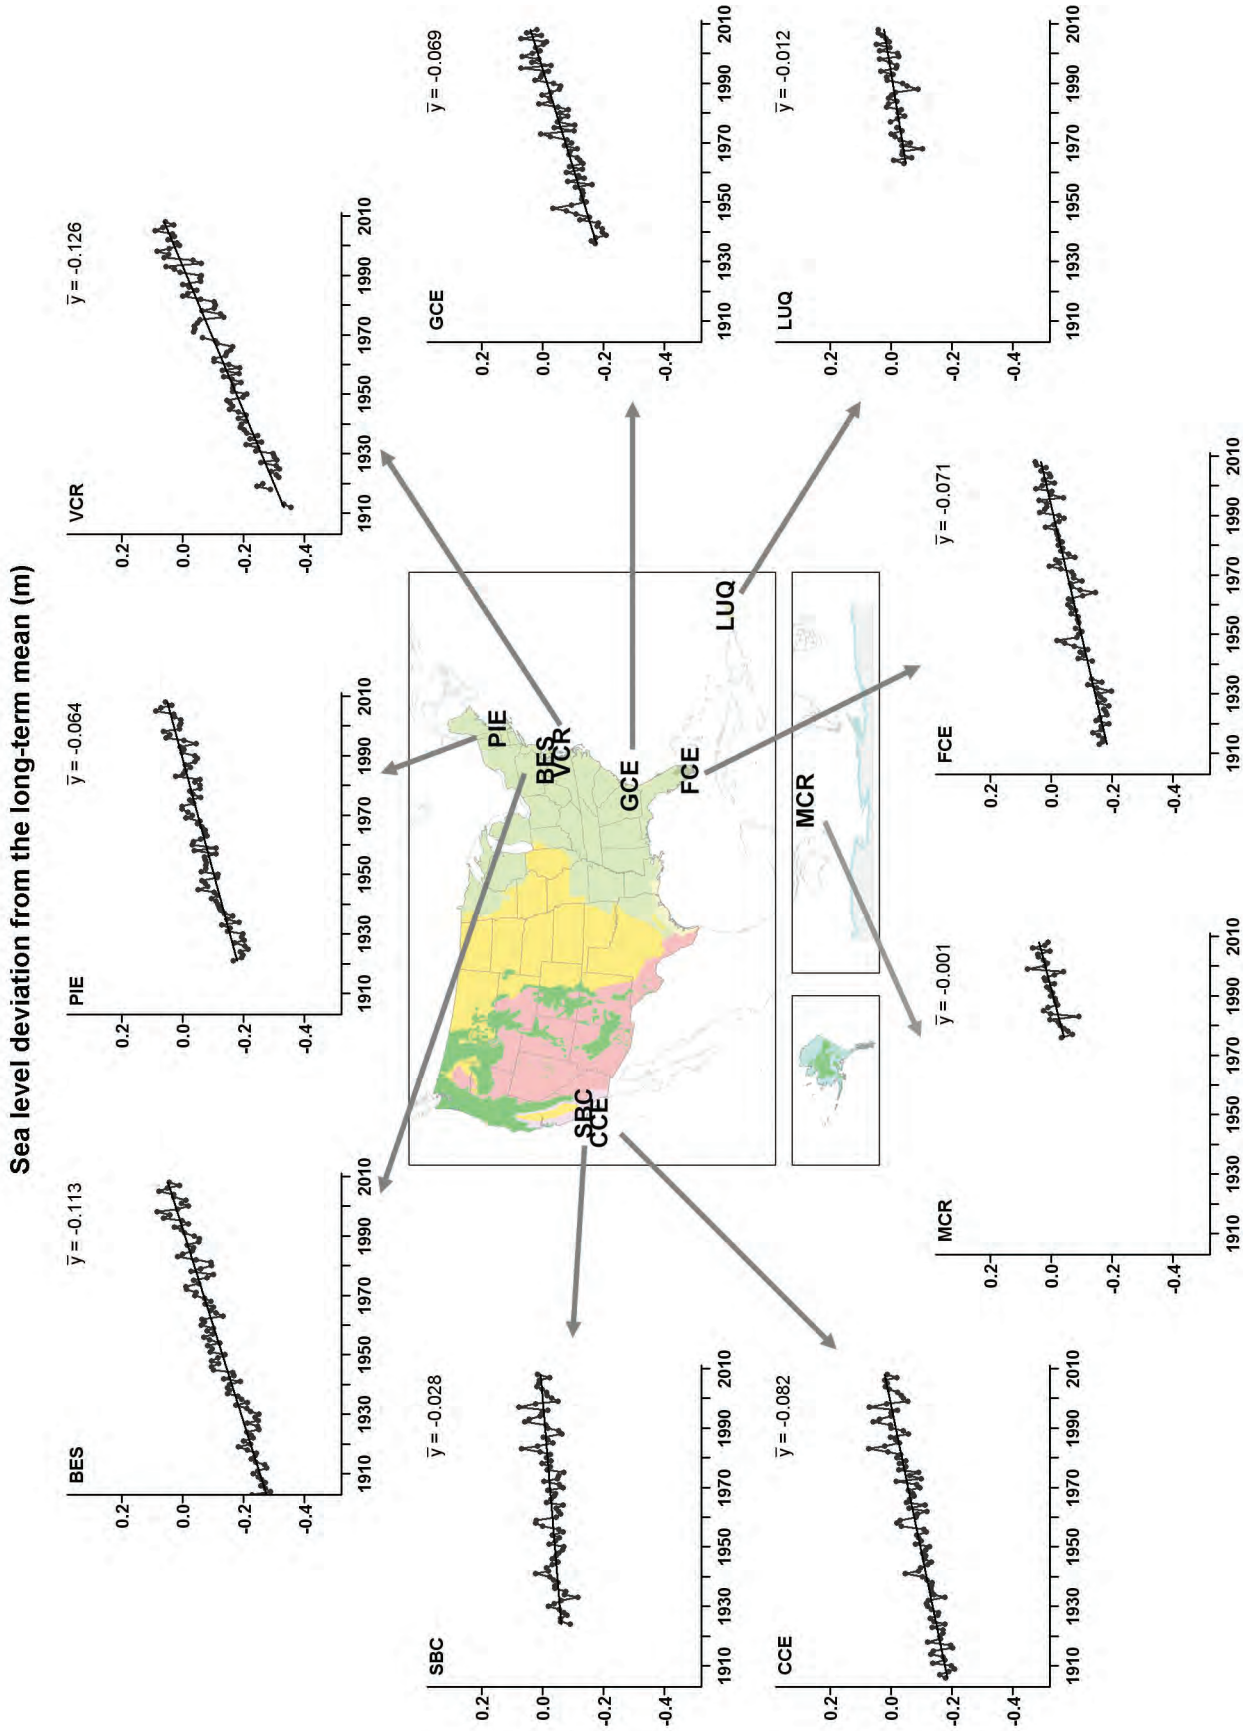 Sea level deviation from the long-term mean (m)
BES
y̅ = -0.113
0.2
0.0
-0.2
-0.4
1910 1930 1950 1970 1990 2010
PIE
y̅ = -0.064
0.2
0.0
-0.2
-0.4
1910 1930 1950 1970 1990 2010
VCR
y̅ = -0.126
0.2
0.0
-0.2
-0.4
1910 1930 1950 1970 1990 2010
SBC
y̅ = -0.028
0.2
0.0
-0.2
-0.4
1910 1930 1950 1970 1990 2010
PIE
BES
VCR
SBC
CCE
GCE
FCE
LUQ
MCR
GCE
y̅ = -0.069
0.2
0.0
-0.2
-0.4
1910 1930 1950 1970 1990 2010
CCE
y̅ = -0.082
0.2
0.0
-0.2
-0.4
1910 1930 1950 1970 1990 2010
LUQ
y̅ = -0.012
0.2
0.0
-0.2
-0.4
1910 1930 1950 1970 1990 2010
MCR
y̅ = -0.001
0.2
0.0
-0.2
-0.4
1910 1930 1950 1970 1990 2010
FCE
y̅ = -0.071
0.2
0.0
-0.2
-0.4
1910 1930 1950 1970 1990 2010